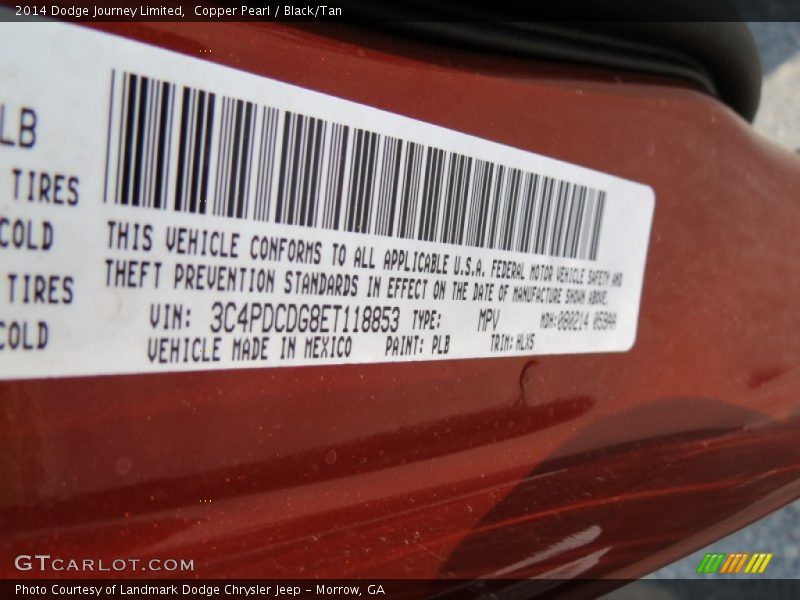 2014 Dodge Journey Limited,  Copper Pearl / Black/Tan
LB
TIRES
COLD
TIRES
COLD
THIS VEHICLE CONFORMS TO ALL APPLICABLE U.S.A. FEDERAL MOTOR VEHICLE SAFETY AND
THEFT PREVENTION STANDARDS IN EFFECT ON THE DATE OF MANUFACTURE SHOWN ABOVE.
VIN: 3C4PDCDG8ET118853 TYPE: MPV MDH:080214 059AA
VEHICLE MADE IN MEXICO PAINT: PLB TRIM: HLX5
GTCARLOT.COM
Photo Courtesy of Landmark Dodge Chrysler Jeep - Morrow, GA